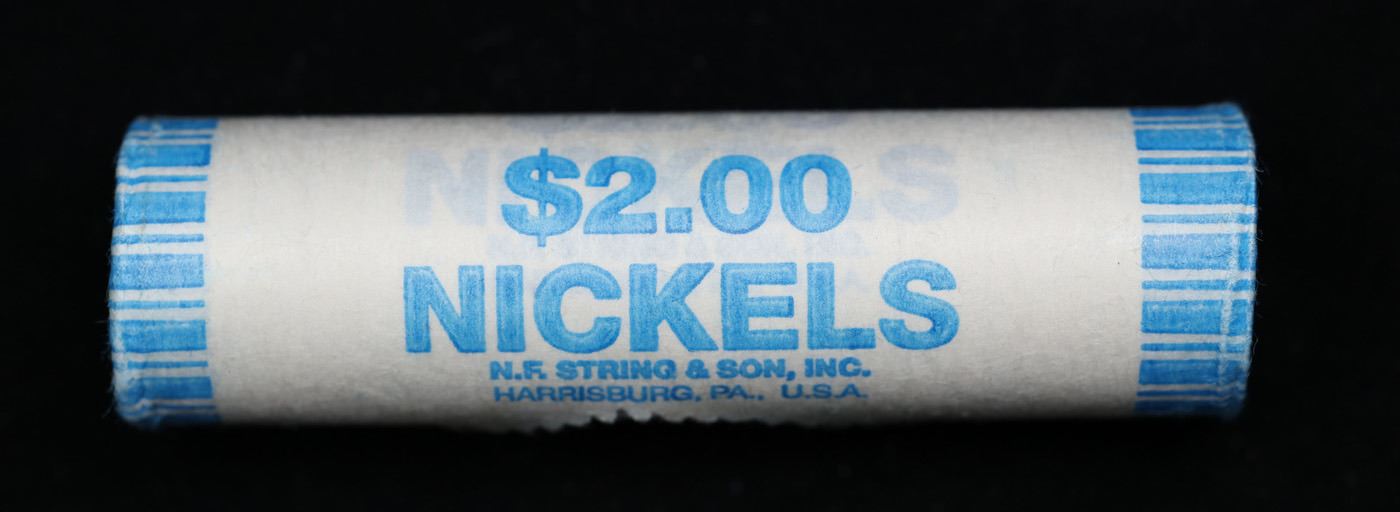 $2.00
NICKELS
N.F. STRING & SON, INC.
HARRISBURG, PA., U.S.A.